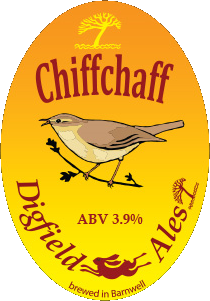 Chiffchaff
ABV 3.9%
Digfield Ales
brewed in Barnwell